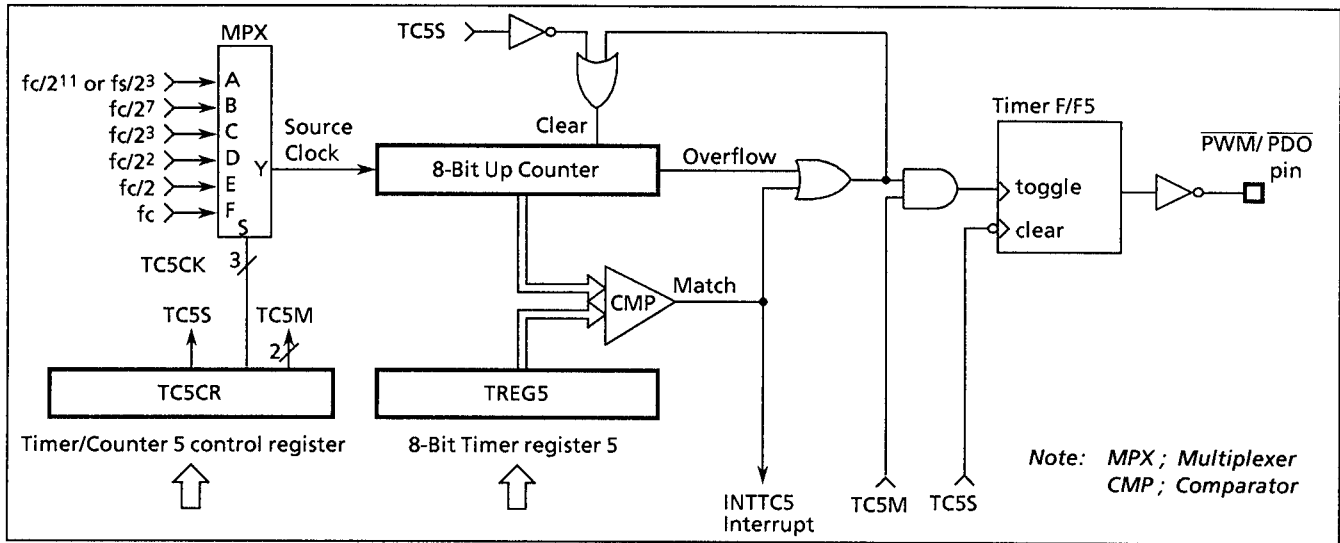 MPX
fc/2¹¹ or fs/2³
fc/2⁷
fc/2³
fc/2²
fc/2
fc
A
B
C
D
E
F
S
Y
Source
Clock
TC5CK
3
TC5S
TC5M
2
TC5CR
Timer/Counter 5 control register
TC5S
Clear
8-Bit Up Counter
Overflow
CMP
Match
TREG5
8-Bit Timer register 5
INTTC5
Interrupt
TC5M
TC5S
Timer F/F5
toggle
clear
P̅W̅M̅/ P̅D̅O̅
pin
Note: MPX ; Multiplexer
CMP ; Comparator